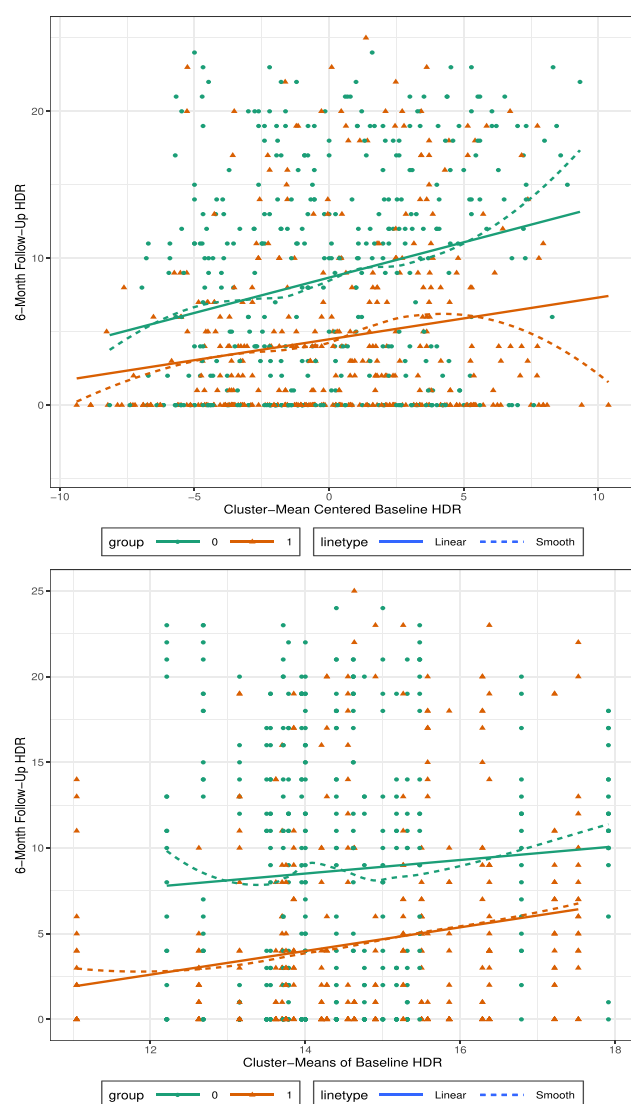 20
10
0
6−Month Follow−Up HDR
−10 −5 0 5 10
Cluster−Mean Centered Baseline HDR
group 0 1 linetype Linear Smooth
25
20
15
10
5
0
6−Month Follow−Up HDR
12 14 16 18
Cluster−Means of Baseline HDR
group 0 1 linetype Linear Smooth